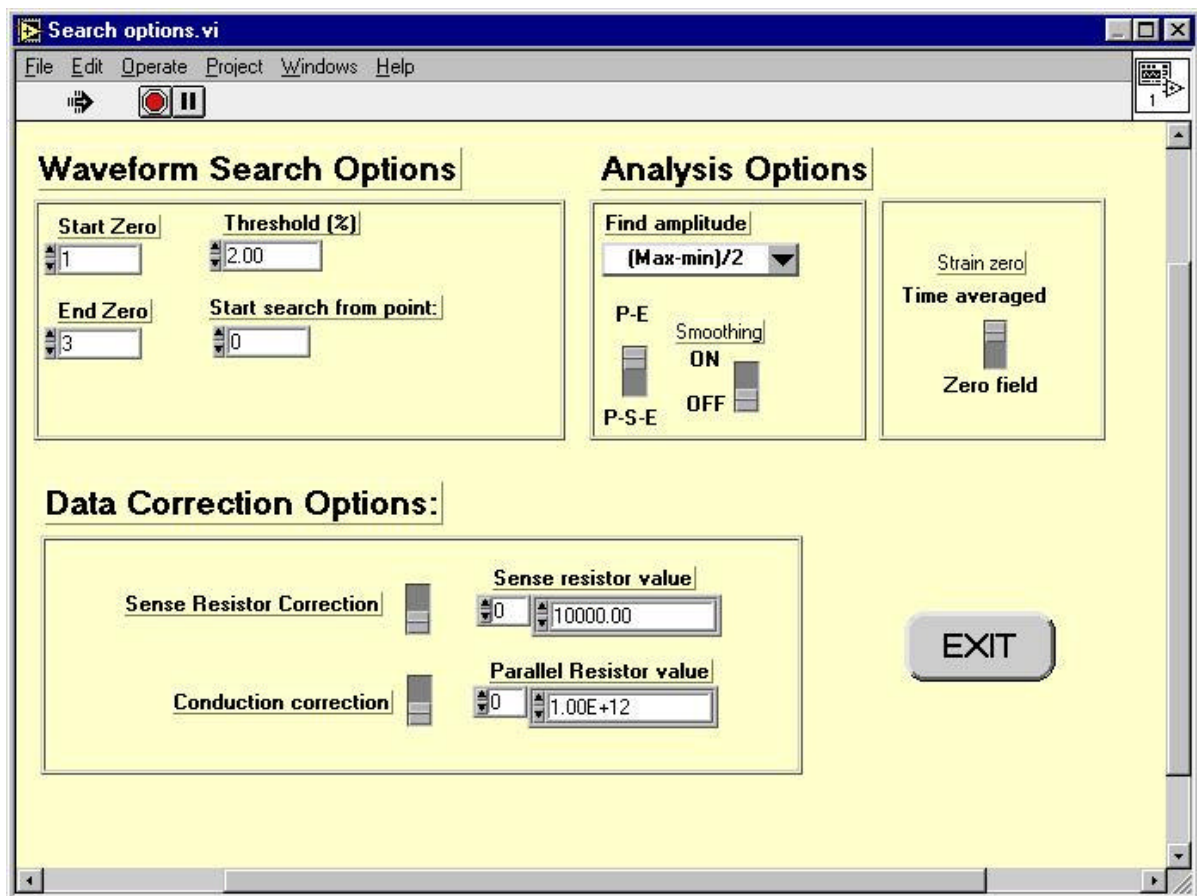 Search options.vi
File Edit Operate Project Windows Help
1
Waveform Search Options
Start Zero
1
Threshold (%)
2.00
End Zero
3
Start search from point:
0
Analysis Options
Find amplitude
(Max-min)/2
P-E
P-S-E
Smoothing
ON
OFF
Strain zero
Time averaged
Zero field
Data Correction Options:
Sense Resistor Correction
Sense resistor value
0 10000.00
Conduction correction
Parallel Resistor value
0 1.00E+12
EXIT